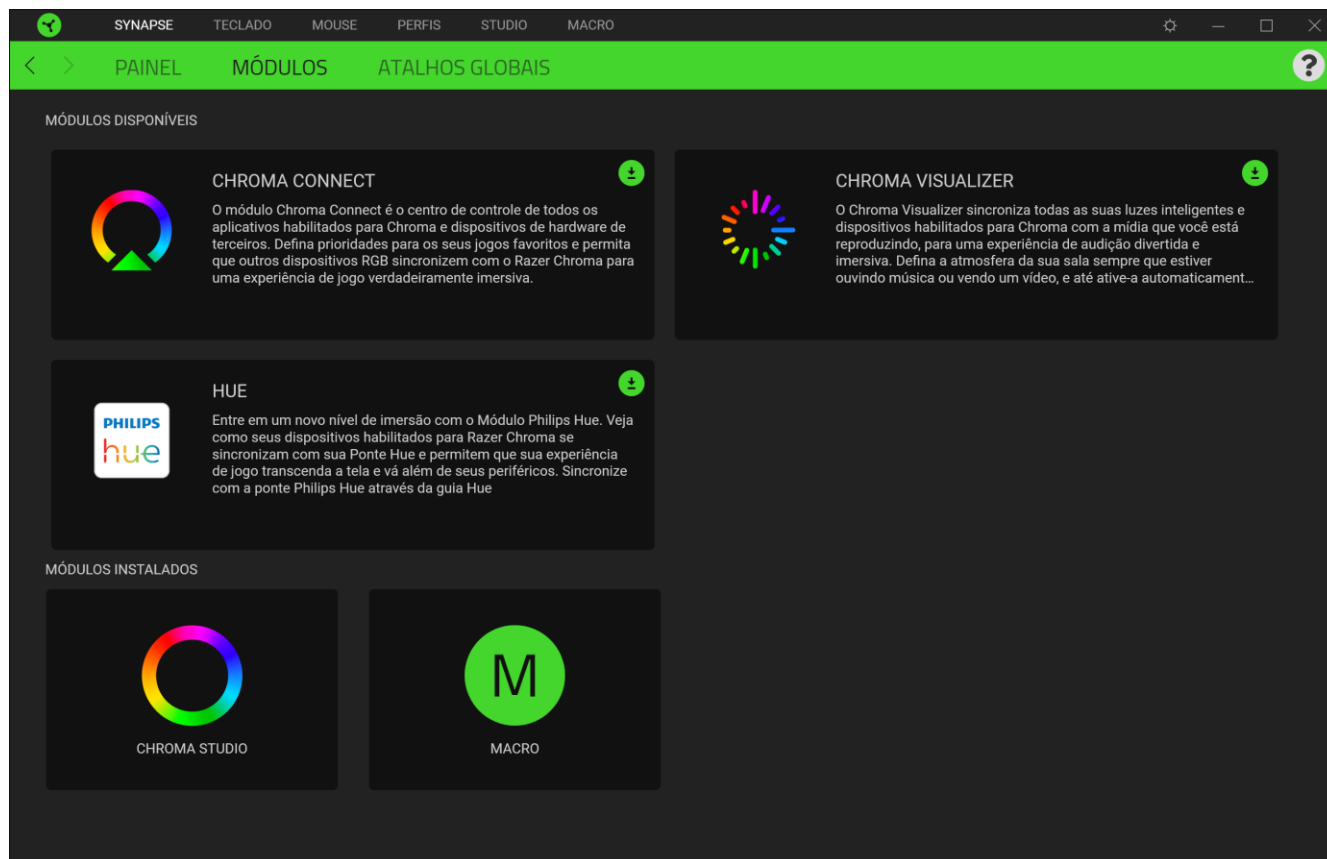 SYNAPSE TECLADO MOUSE PERFIS STUDIO MACRO
PAINEL MÓDULOS ATALHOS GLOBAIS ?
MÓDULOS DISPONÍVEIS
CHROMA CONNECT
O módulo Chroma Connect é o centro de controle de todos os
aplicativos habilitados para Chroma e dispositivos de hardware de
terceiros. Defina prioridades para os seus jogos favoritos e permita
que outros dispositivos RGB sincronizem com o Razer Chroma para
uma experiência de jogo verdadeiramente imersiva.
CHROMA VISUALIZER
O Chroma Visualizer sincroniza todas as suas luzes inteligentes e
dispositivos habilitados para Chroma com a mídia que você está
reproduzindo, para uma experiência de audição divertida e
imersiva. Defina a atmosfera da sua sala sempre que estiver
ouvindo música ou vendo um vídeo, e até ative-a automaticament...
PHILIPS
hue
HUE
Entre em um novo nível de imersão com o Módulo Philips Hue. Veja
como seus dispositivos habilitados para Razer Chroma se
sincronizam com sua Ponte Hue e permitem que sua experiência
de jogo transcenda a tela e vá além de seus periféricos. Sincronize
com a ponte Philips Hue através da guia Hue
MÓDULOS INSTALADOS
CHROMA STUDIO
M
MACRO